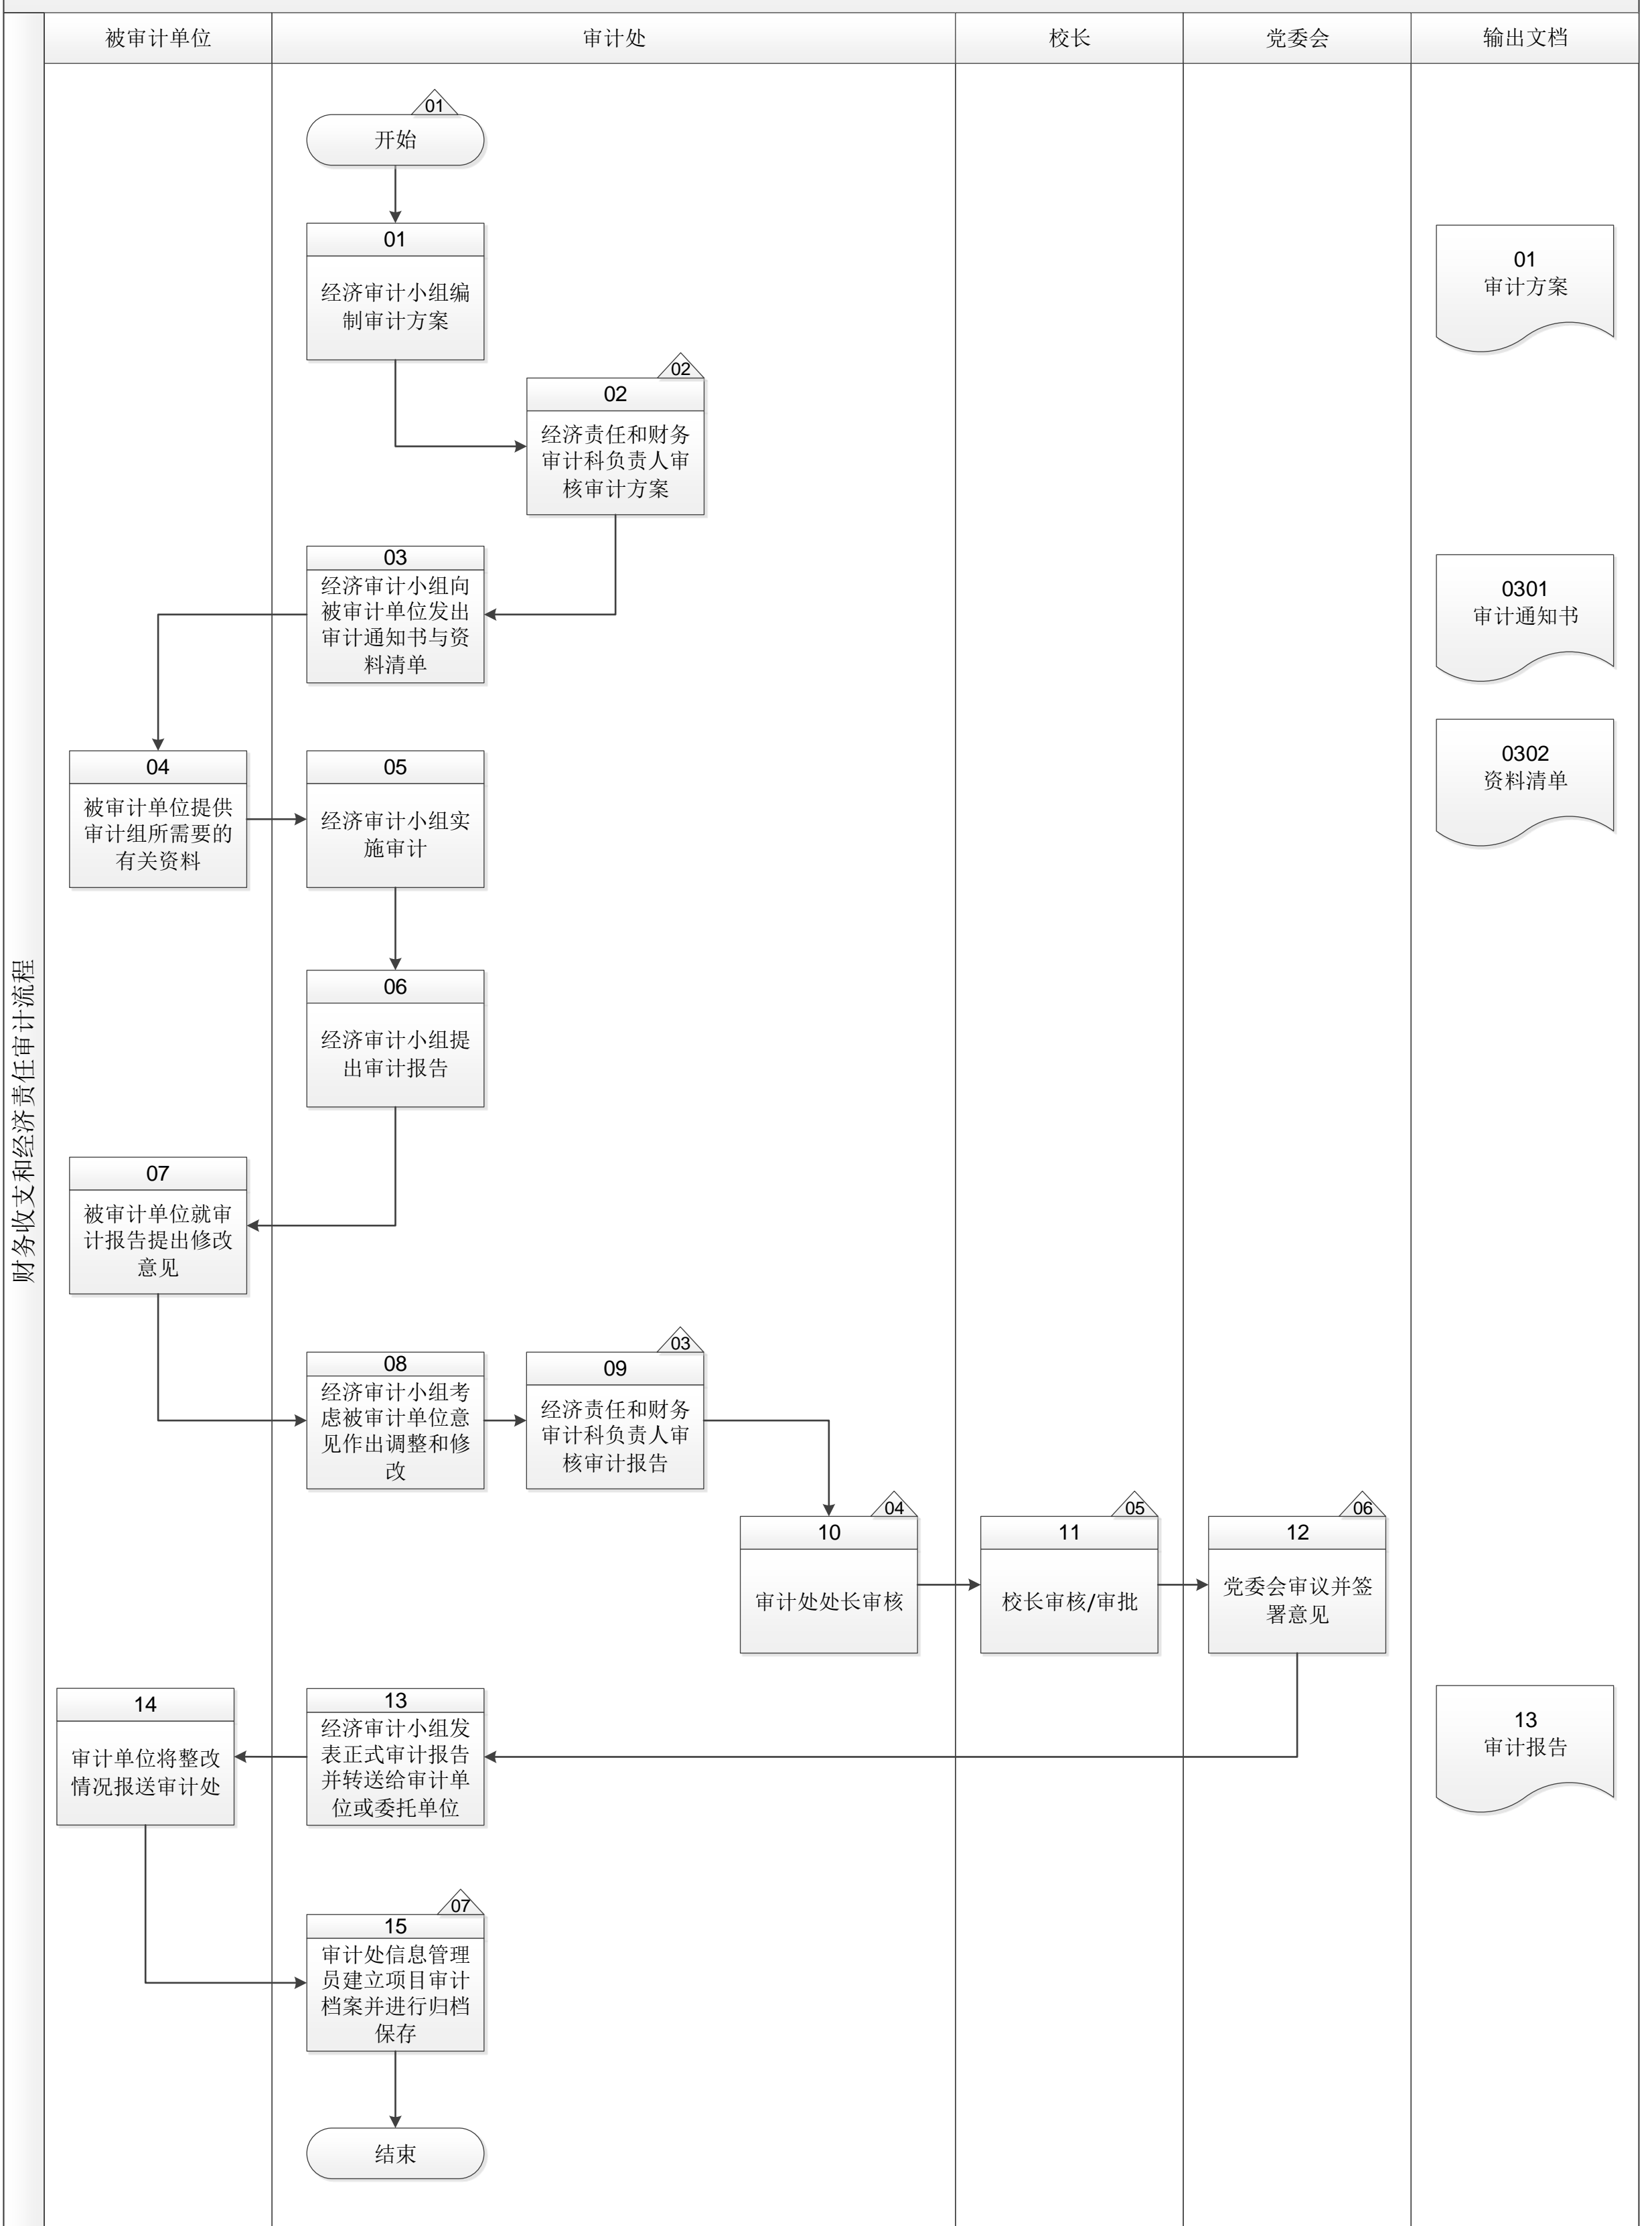 被审计单位
审计处
校长
党委会
输出文档
财务收支和经济责任审计流程
01
开始
01
经济审计小组编
制审计方案
01
审计方案
02
02
经济责任和财务
审计科负责人审
核审计方案
03
经济审计小组向
被审计单位发出
审计通知书与资
料清单
0301
审计通知书
0302
资料清单
04
被审计单位提供
审计组所需要的
有关资料
05
经济审计小组实
施审计
06
经济审计小组提
出审计报告
07
被审计单位就审
计报告提出修改
意见
08
经济审计小组考
虑被审计单位意
见作出调整和修
改
03
09
经济责任和财务
审计科负责人审
核审计报告
04
10
审计处处长审核
05
11
校长审核/审批
06
12
党委会审议并签
署意见
13
经济审计小组发
表正式审计报告
并转送给审计单
位或委托单位
13
审计报告
14
审计单位将整改
情况报送审计处
07
15
审计处信息管理
员建立项目审计
档案并进行归档
保存
结束